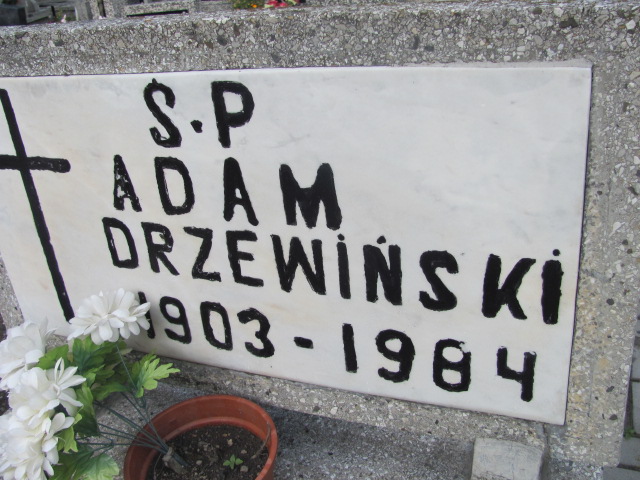 S.P
ADAM
DRZEWIŃSKI
1903-1984